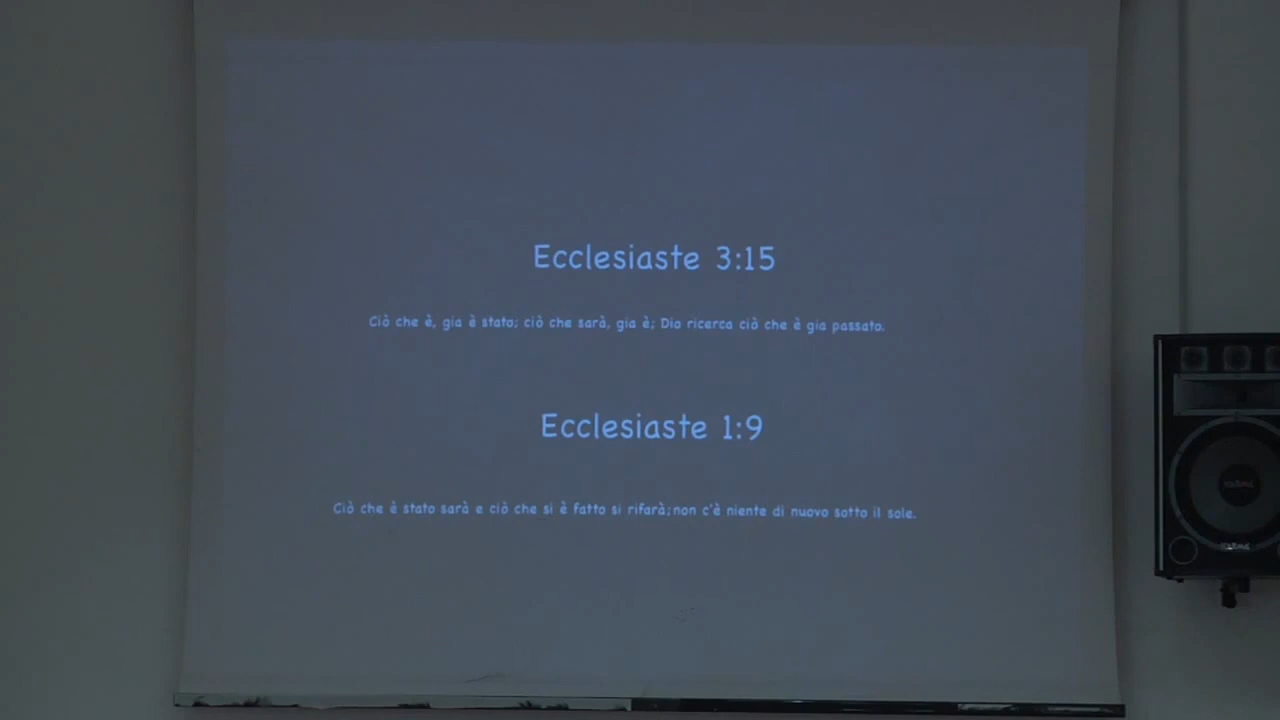 Ecclesiaste 3:15
Ciò che è, gia è stato; ciò che sarà, gia è; Dio ricerca ciò che è gia passato.
Ecclesiaste 1:9
Ciò che è stato sarà e ciò che si è fatto si rifarà;non c'è niente di nuovo sotto il sole.